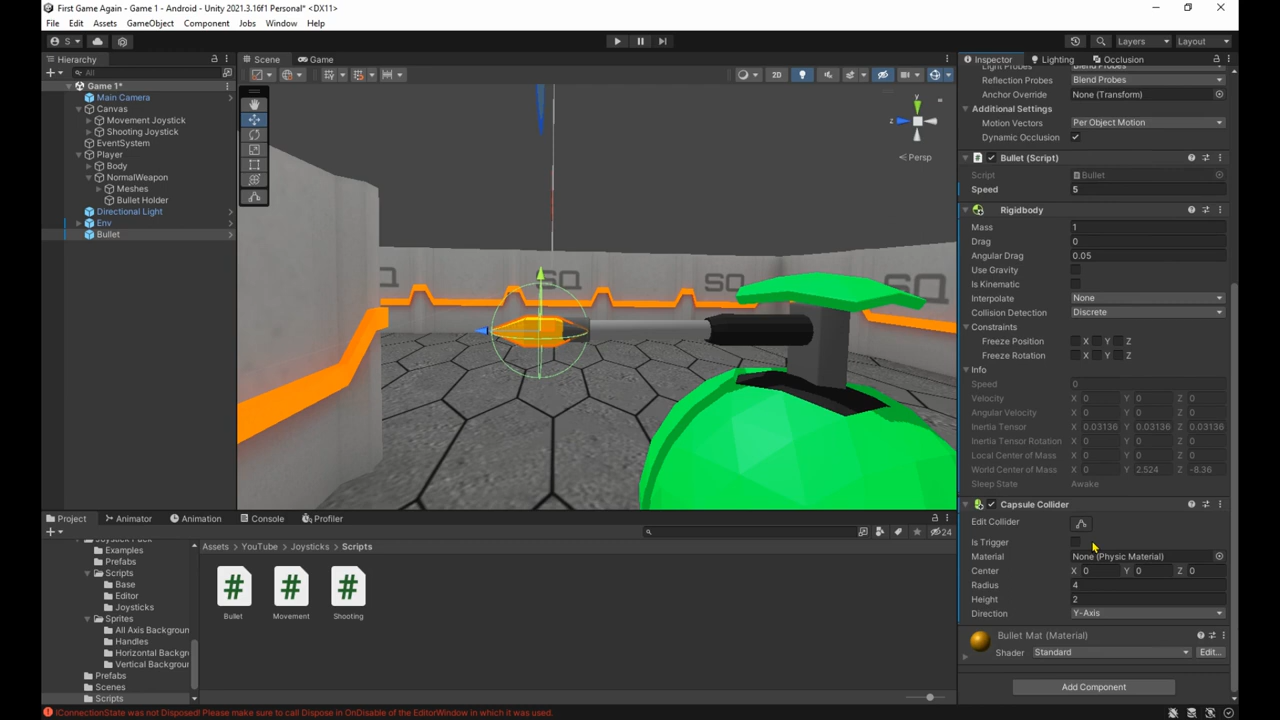 First Game Again - Game 1 - Android - Unity 2021.3.16f1 Personal* <DX11>
File Edit Assets GameObject Component Jobs Window Help
S Layers Layout
Hierarchy
All
Game 1*
Main Camera
Canvas
Movement Joystick
Shooting Joystick
EventSystem
Player
Body
NormalWeapon
Meshes
Bullet Holder
Directional Light
Env
Bullet
Scene Game
2D
y
z
Persp
SQ SQ SQ
Inspector Lighting Occlusion
Light Probes Blend Probes
Reflection Probes Blend Probes
Anchor Override None (Transform)
Additional Settings
Motion Vectors Per Object Motion
Dynamic Occlusion
Bullet (Script)
Script Bullet
Speed 5
Rigidbody
Mass 1
Drag 0
Angular Drag 0.05
Use Gravity
Is Kinematic
Interpolate None
Collision Detection Discrete
Constraints
Freeze Position X Y Z
Freeze Rotation X Y Z
Info
Speed 0
Velocity X 0 Y 0 Z 0
Angular Velocity X 0 Y 0 Z 0
Inertia Tensor X 0.03136 Y 0.03136 Z 0.03136
Inertia Tensor Rotation X 0 Y 0 Z 0
Local Center of Mass X 0 Y 0 Z 0
World Center of Mass X 0 Y 2.524 Z -8.36
Sleep State Awake
Capsule Collider
Edit Collider
Is Trigger
Material None (Physic Material)
Center X 0 Y 0 Z 0
Radius 4
Height 2
Direction Y-Axis
Bullet Mat (Material)
Shader Standard Edit...
Add Component
Project Animator Animation Console Profiler
24
Joystick Pack
Examples
Prefabs
Scripts
Base
Editor
Joysticks
Sprites
All Axis Backgroun
Handles
Horizontal Backgr
Vertical Backgrour
Prefabs
Scenes
Scripts
Assets > YouTube > Joysticks > Scripts
Bullet Movement Shooting
IConnectionState was not Disposed! Please make sure to call Dispose in OnDisable of the EditorWindow in which it was used.